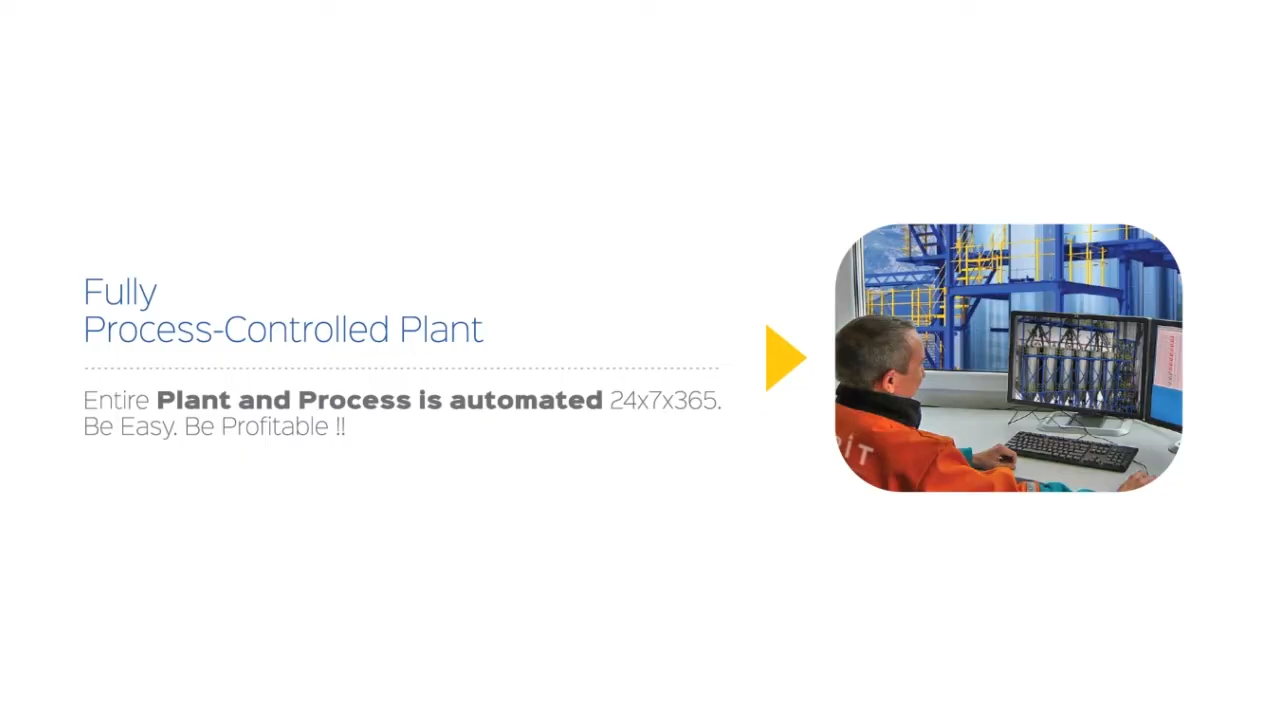 Fully
Process-Controlled Plant
Entire Plant and Process is automated 24x7x365.
Be Easy. Be Profitable !!